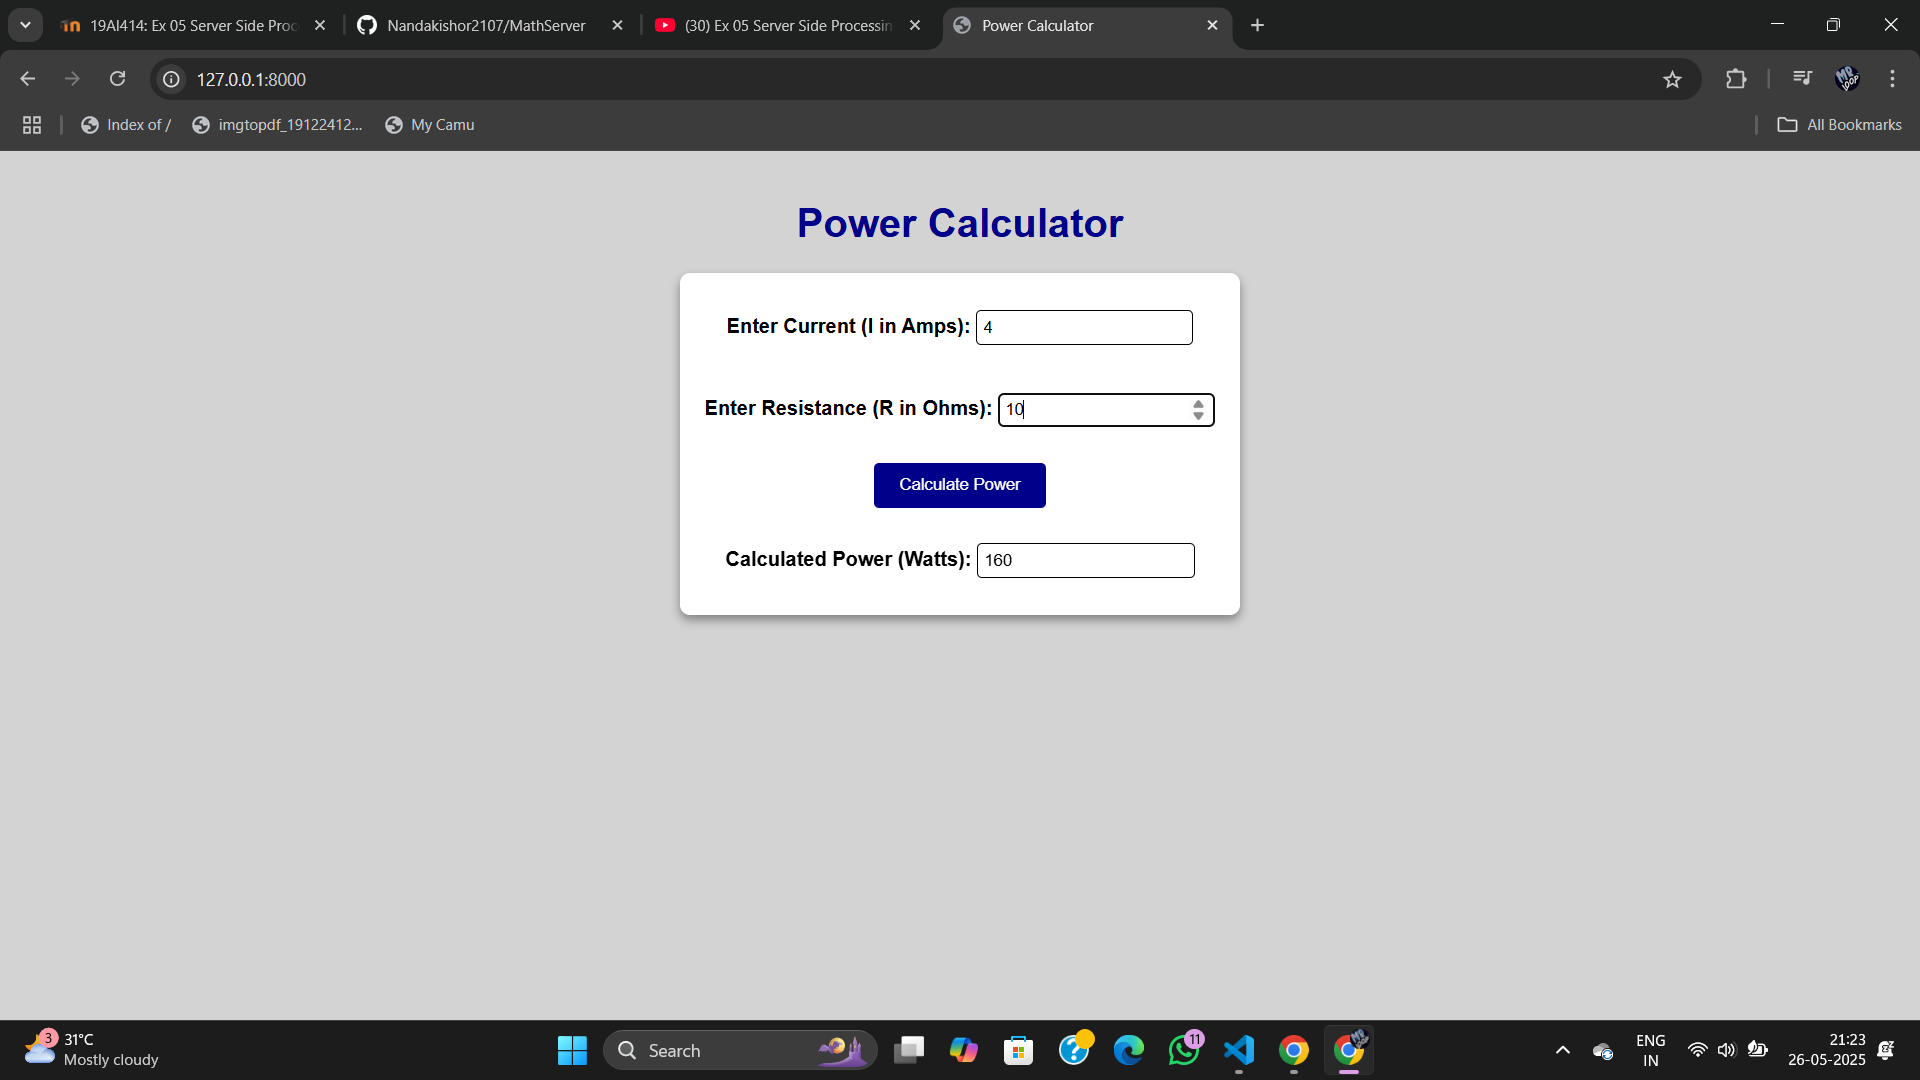 19AI414: Ex 05 Server Side Proc
Nandakishor2107/MathServer
(30) Ex 05 Server Side Processin
Power Calculator
127.0.0.1:8000
Index of /
imgtopdf_19122412...
My Camu
All Bookmarks
Power Calculator
Enter Current (I in Amps): 4
Enter Resistance (R in Ohms): 10
Calculate Power
Calculated Power (Watts): 160
3
31°C
Mostly cloudy
Search
11
ENG
IN
21:23
26-05-2025